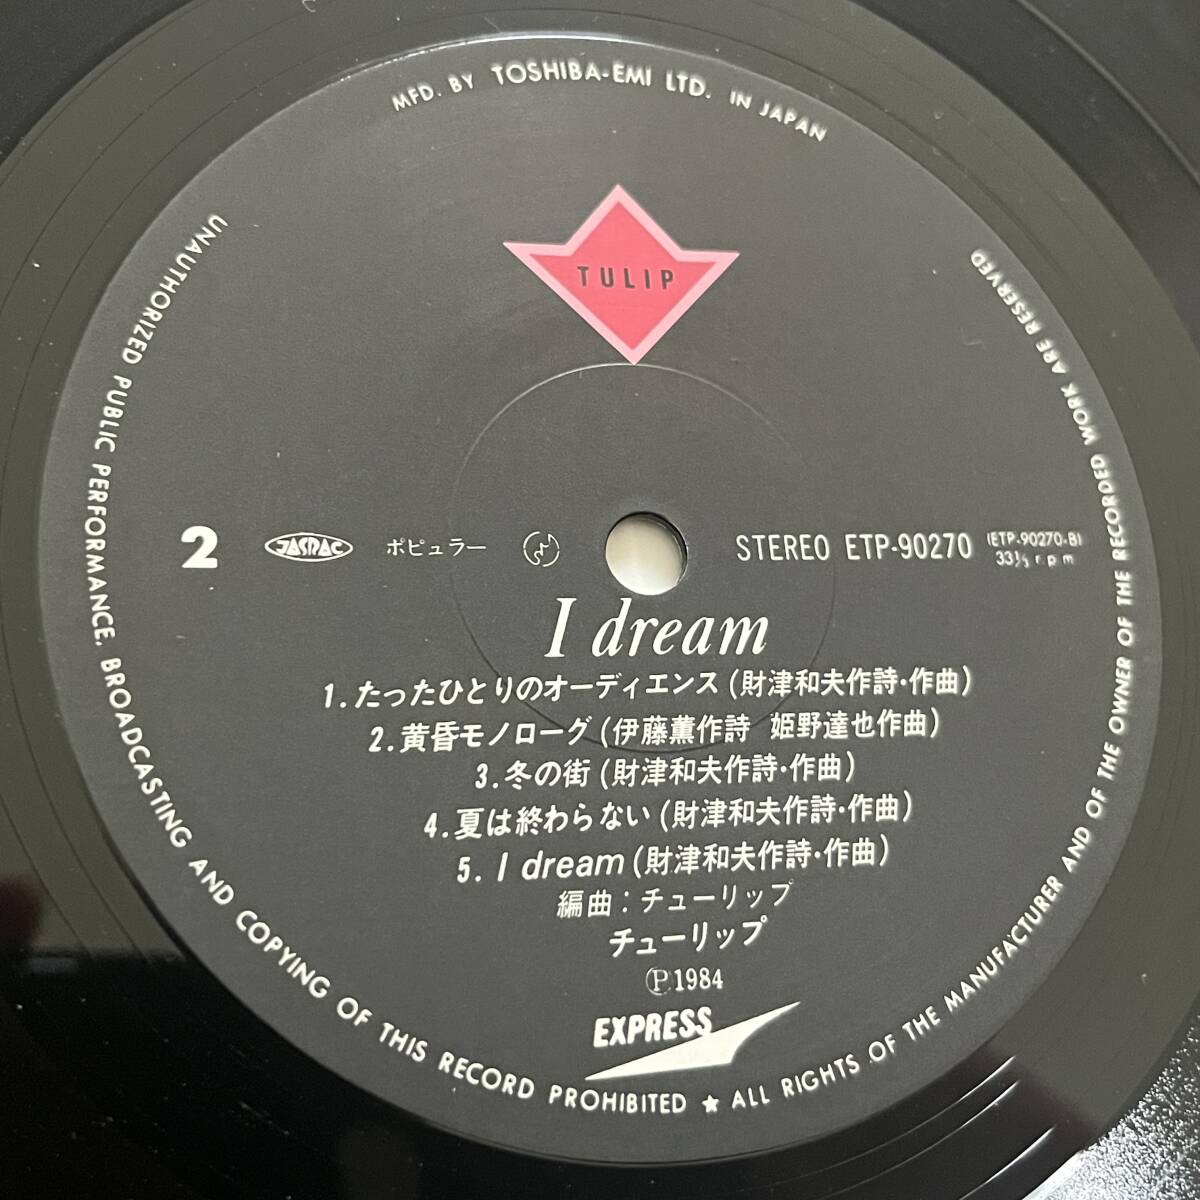 MFD. BY TOSHIBA-EMI LTD. IN JAPAN
TULIP
2 JASRAC ポピュラー STEREO ETP-90270 (ETP-90270-B)
33⅓ rpm
I dream
1.たったひとりのオーディエンス(財津和夫作詩・作曲)
2.黄昏モノローグ(伊藤薫作詩 姫野達也作曲)
3.冬の街(財津和夫作詩・作曲)
4.夏は終わらない(財津和夫作詩・作曲)
5. I dream(財津和夫作詩・作曲)
編曲:チューリップ
チューリップ
Ⓟ1984
EXPRESS
UNAUTHORIZED PUBLIC PERFORMANCE, BROADCASTING AND COPYING OF THIS RECORD PROHIBITED ★ ALL RIGHTS OF THE MANUFACTURER AND OF THE OWNER OF THE RECORDED WORK ARE RESERVED